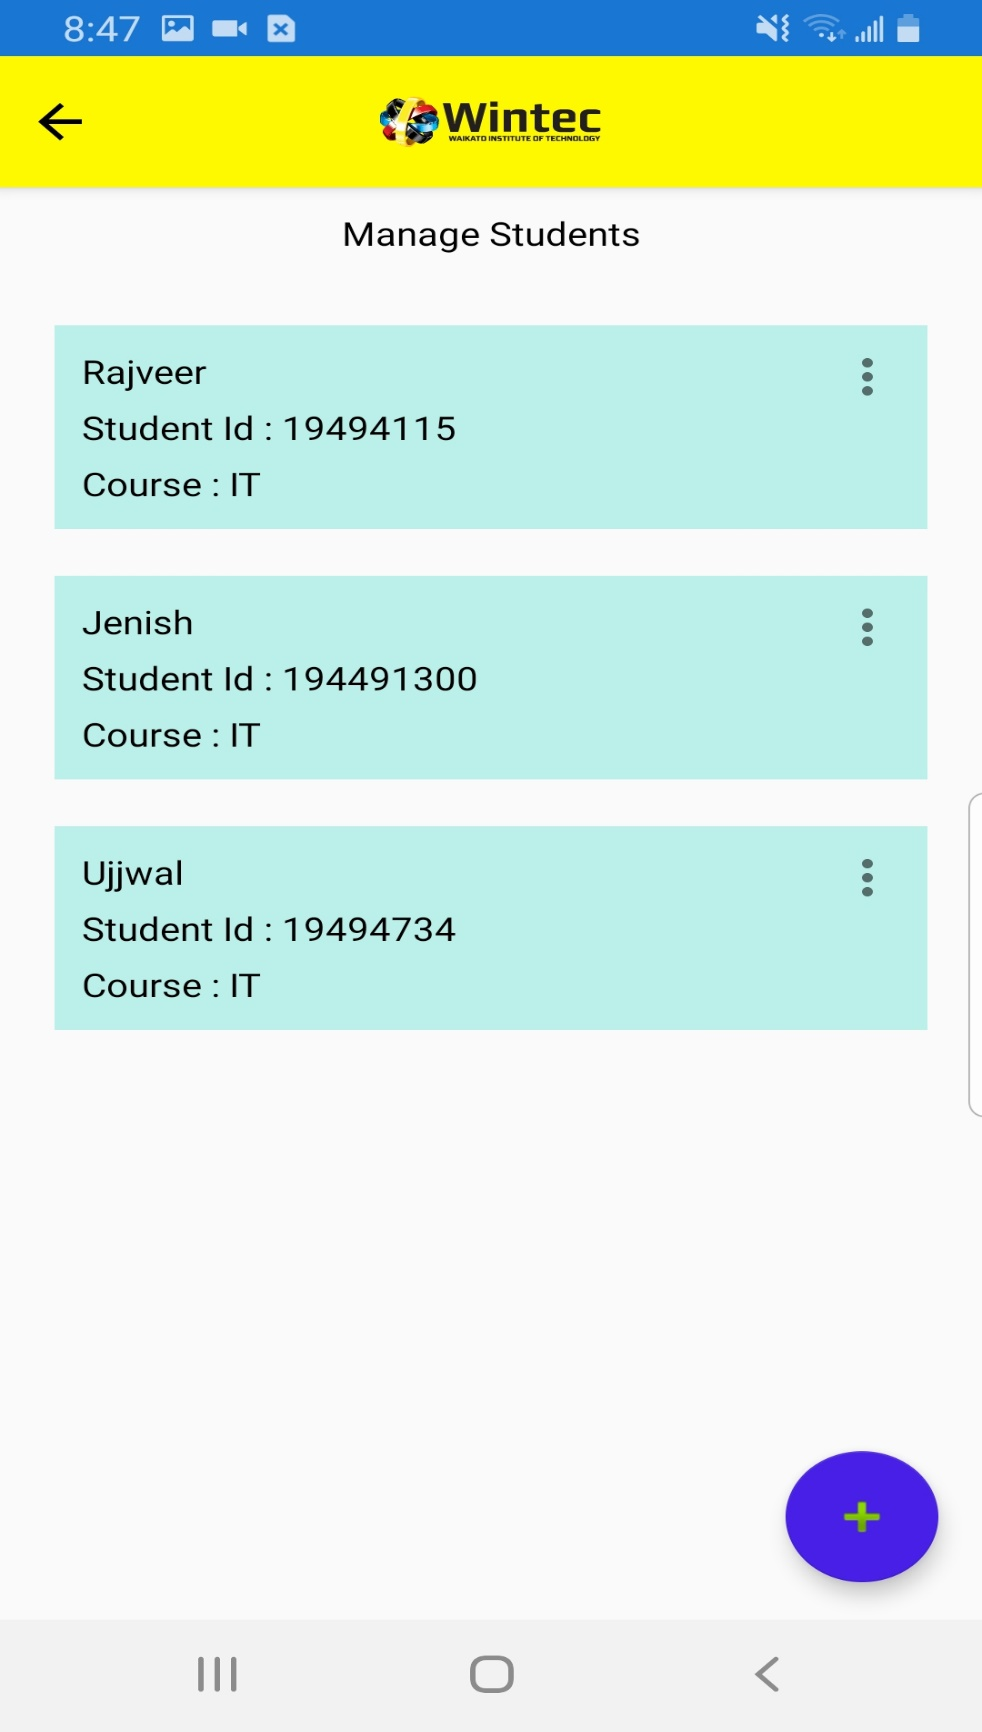 8:47
Wintec
WAIKATO INSTITUTE OF TECHNOLOGY
Manage Students
Rajveer
Student Id : 19494115
Course : IT
Jenish
Student Id : 194491300
Course : IT
Ujjwal
Student Id : 19494734
Course : IT